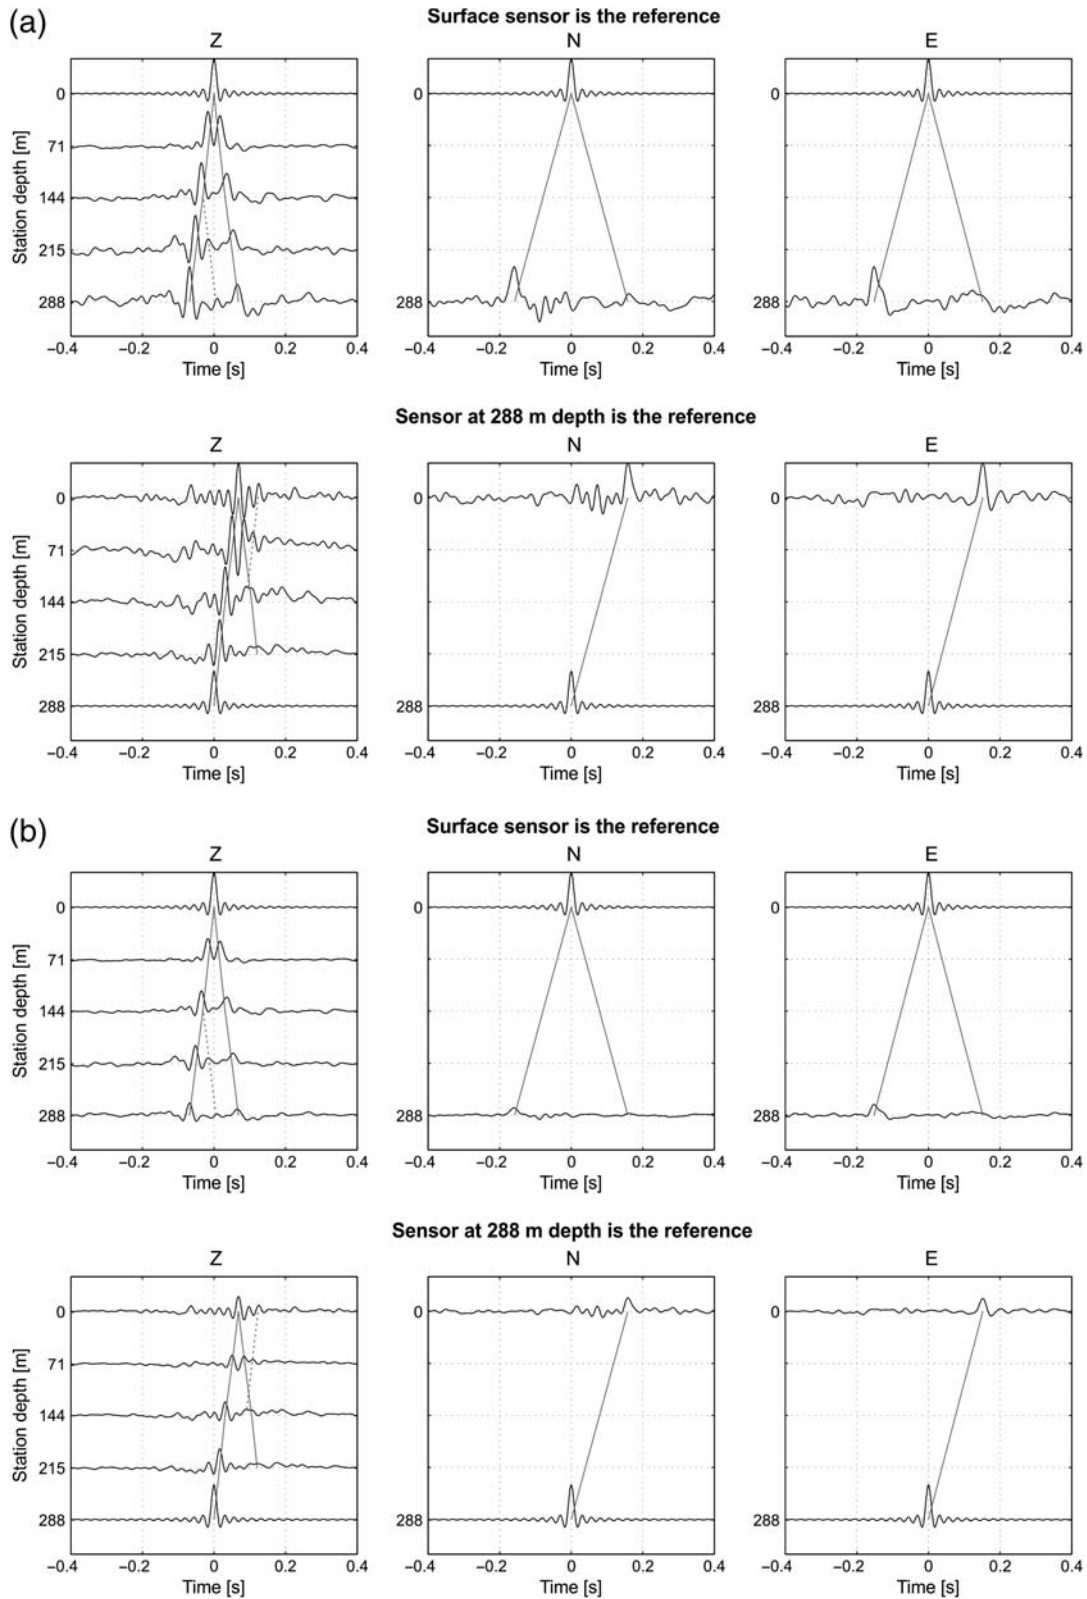 (a)
Surface sensor is the reference
Z N E
Station depth [m]
0
71
144
215
288
288
288
0
0
−0.4 −0.2 0 0.2 0.4
−0.4 −0.2 0 0.2 0.4
−0.4 −0.2 0 0.2 0.4
Time [s] Time [s] Time [s]
Sensor at 288 m depth is the reference
Z N E
Station depth [m]
0
71
144
215
288
0
288
0
288
−0.4 −0.2 0 0.2 0.4
−0.4 −0.2 0 0.2 0.4
−0.4 −0.2 0 0.2 0.4
Time [s] Time [s] Time [s]
(b)
Surface sensor is the reference
Z N E
Station depth [m]
0
71
144
215
288
0
288
0
288
−0.4 −0.2 0 0.2 0.4
−0.4 −0.2 0 0.2 0.4
−0.4 −0.2 0 0.2 0.4
Time [s] Time [s] Time [s]
Sensor at 288 m depth is the reference
Z N E
Station depth [m]
0
71
144
215
288
0
288
0
288
−0.4 −0.2 0 0.2 0.4
−0.4 −0.2 0 0.2 0.4
−0.4 −0.2 0 0.2 0.4
Time [s] Time [s] Time [s]